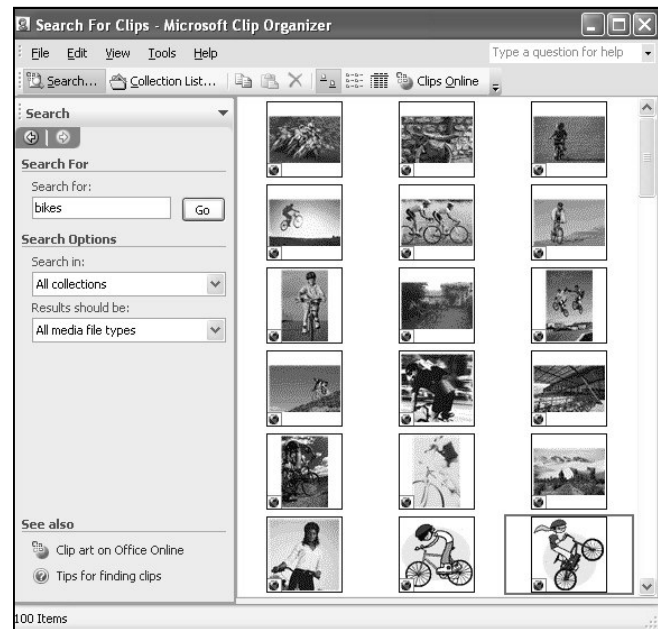 Search For Clips - Microsoft Clip Organizer
File Edit View Tools Help Type a question for help
Search... Collection List... Clips Online
Search
Search For
Search for:
bikes Go
Search Options
Search in:
All collections
Results should be:
All media file types
See also
Clip art on Office Online
Tips for finding clips
100 Items